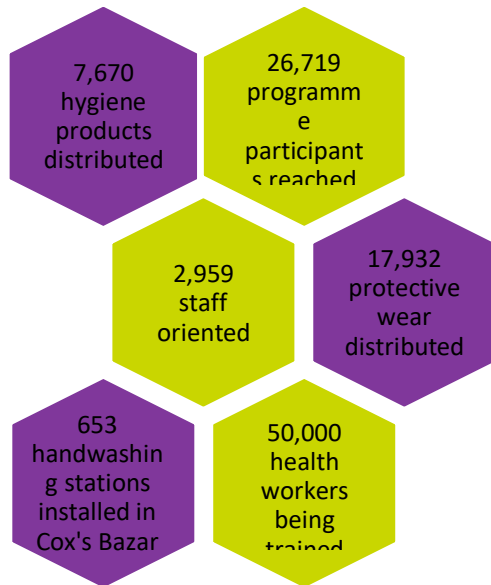 7,670
hygiene
products
distributed
26,719
programm
e
participant
s reached
2,959
staff
oriented
17,932
protective
wear
distributed
653
handwashin
g stations
installed in
Cox's Bazar
50,000
health
workers
being
trained